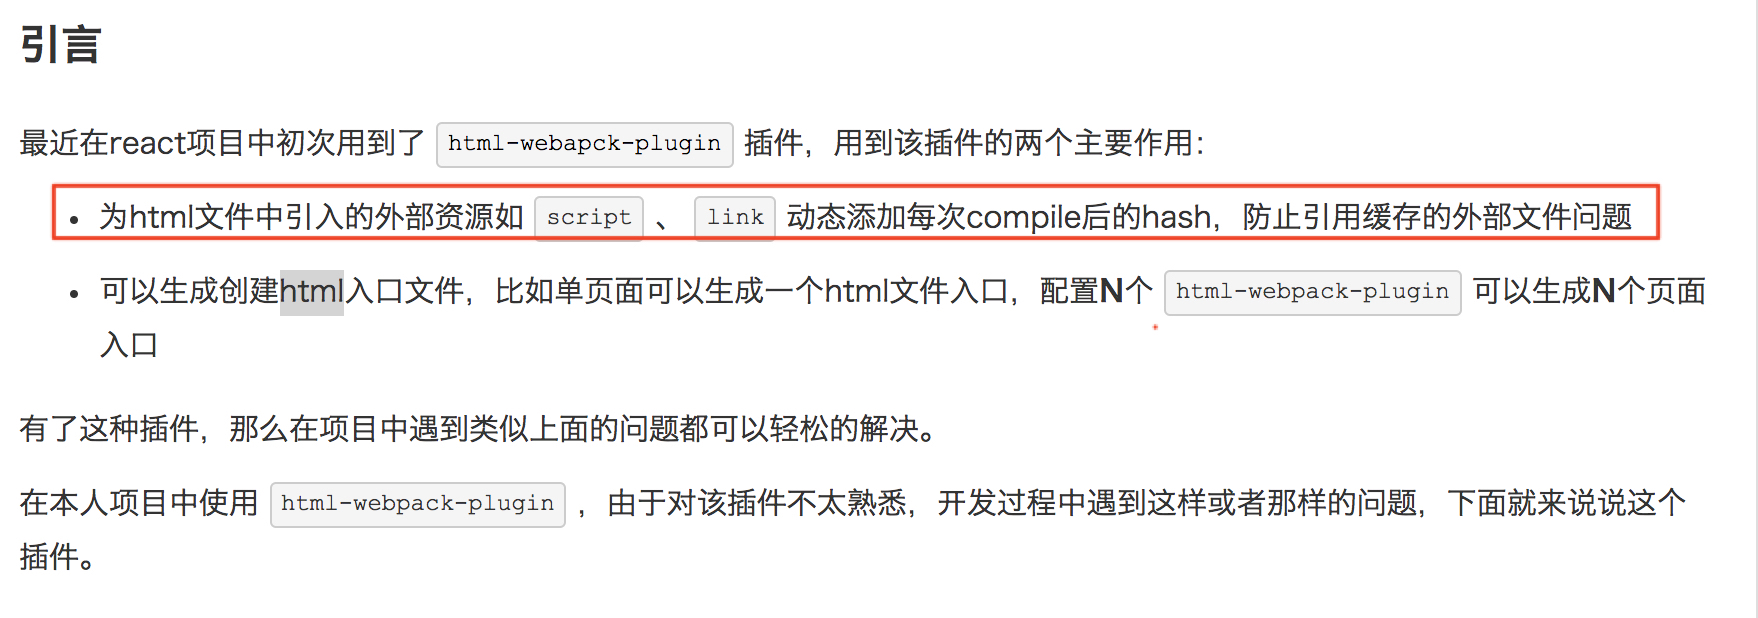 引言
最近在react项目中初次用到了 html-webapck-plugin 插件，用到该插件的两个主要作用：
• 为html文件中引入的外部资源如 script 、 link 动态添加每次compile后的hash，防止引用缓存的外部文件问题
• 可以生成创建html入口文件，比如单页面可以生成一个html文件入口，配置N个 html-webpack-plugin 可以生成N个页面
入口
有了这种插件，那么在项目中遇到类似上面的问题都可以轻松的解决。
在本人项目中使用 html-webpack-plugin ，由于对该插件不太熟悉，开发过程中遇到这样或者那样的问题，下面就来说说这个
插件。